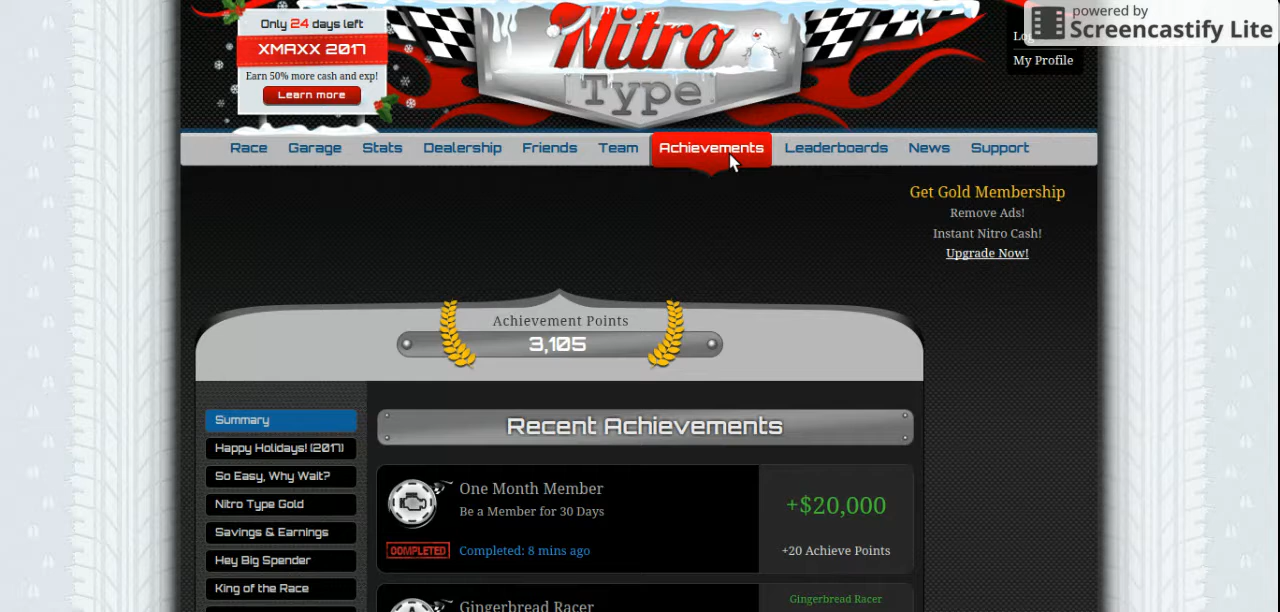 Only 24 days left
XMAXX 2017
Earn 50% more cash and exp!
Learn more
Nitro
Type
powered by
Screencastify Lite
My Profile
Race Garage Stats Dealership Friends Team Achievements Leaderboards News Support
Get Gold Membership
Remove Ads!
Instant Nitro Cash!
Upgrade Now!
Achievement Points
3,105
Summary
Happy Holidays! (2017)
So Easy, Why Wait?
Nitro Type Gold
Savings & Earnings
Hey Big Spender
King of the Race
Recent Achievements
One Month Member
Be a Member for 30 Days
COMPLETED Completed: 8 mins ago
+$20,000
+20 Achieve Points
Gingerbread Racer
Gingerbread Racer